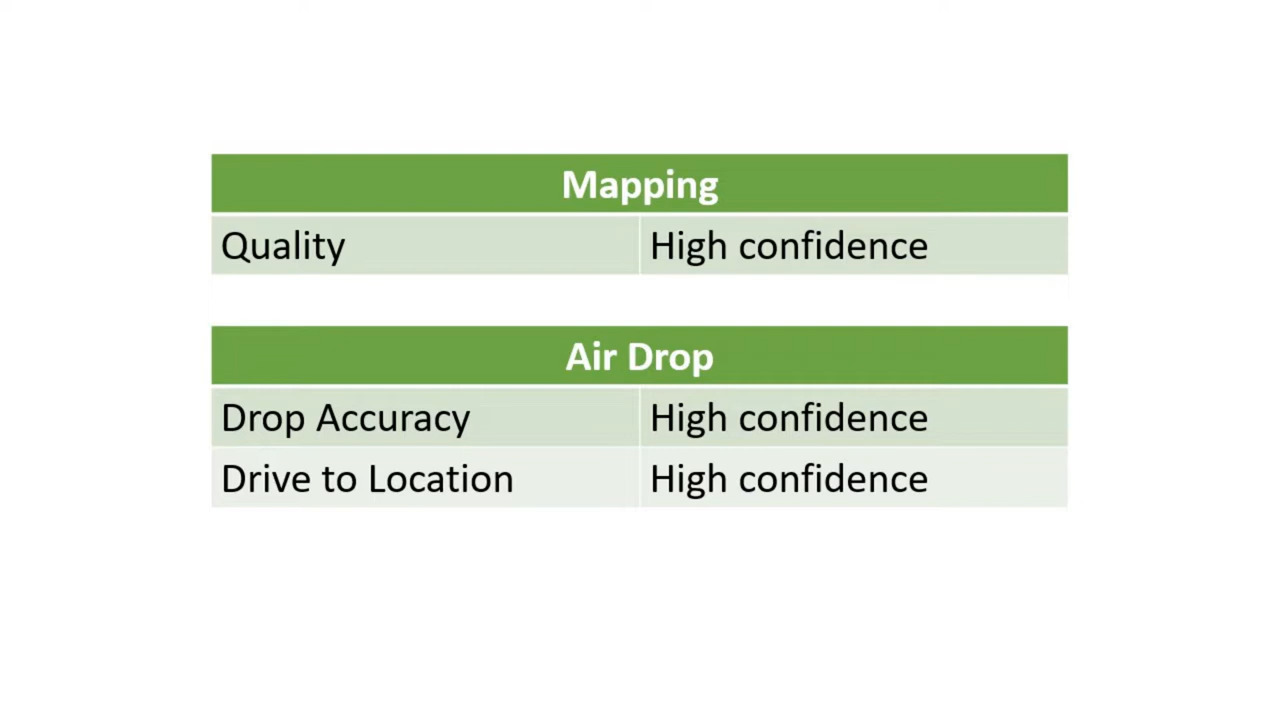 Mapping
Quality High confidence
Air Drop
Drop Accuracy High confidence
Drive to Location High confidence